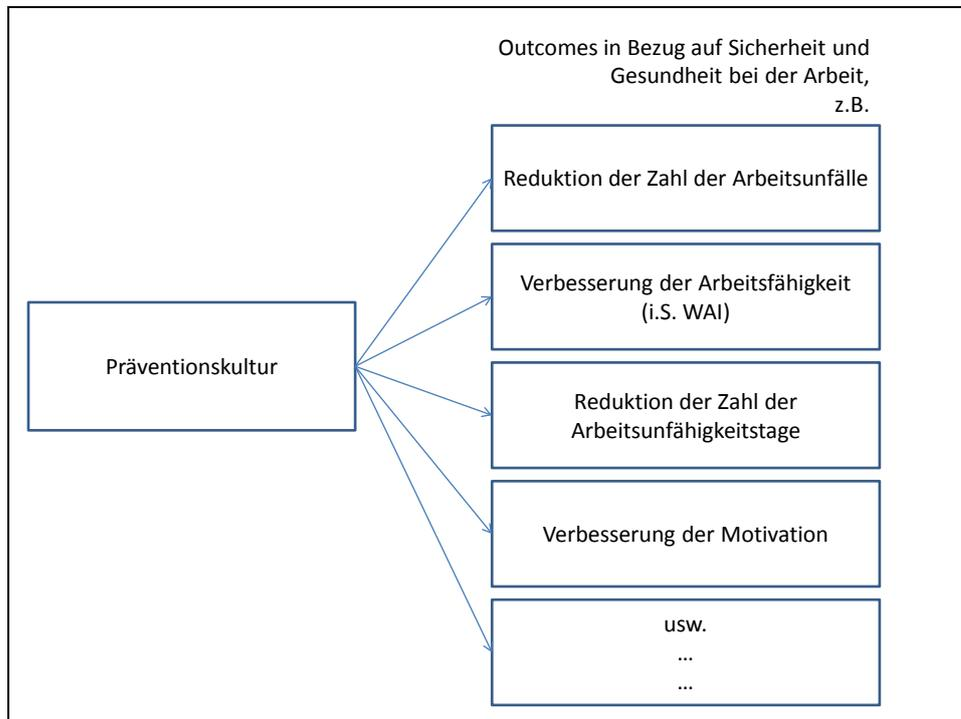 Outcomes in Bezug auf Sicherheit und
Gesundheit bei der Arbeit,
z.B.
Reduktion der Zahl der Arbeitsunfälle
Verbesserung der Arbeitsfähigkeit
(i.S. WAI)
Präventionskultur
Reduktion der Zahl der
Arbeitsunfähigkeitstage
Verbesserung der Motivation
usw.
...
...